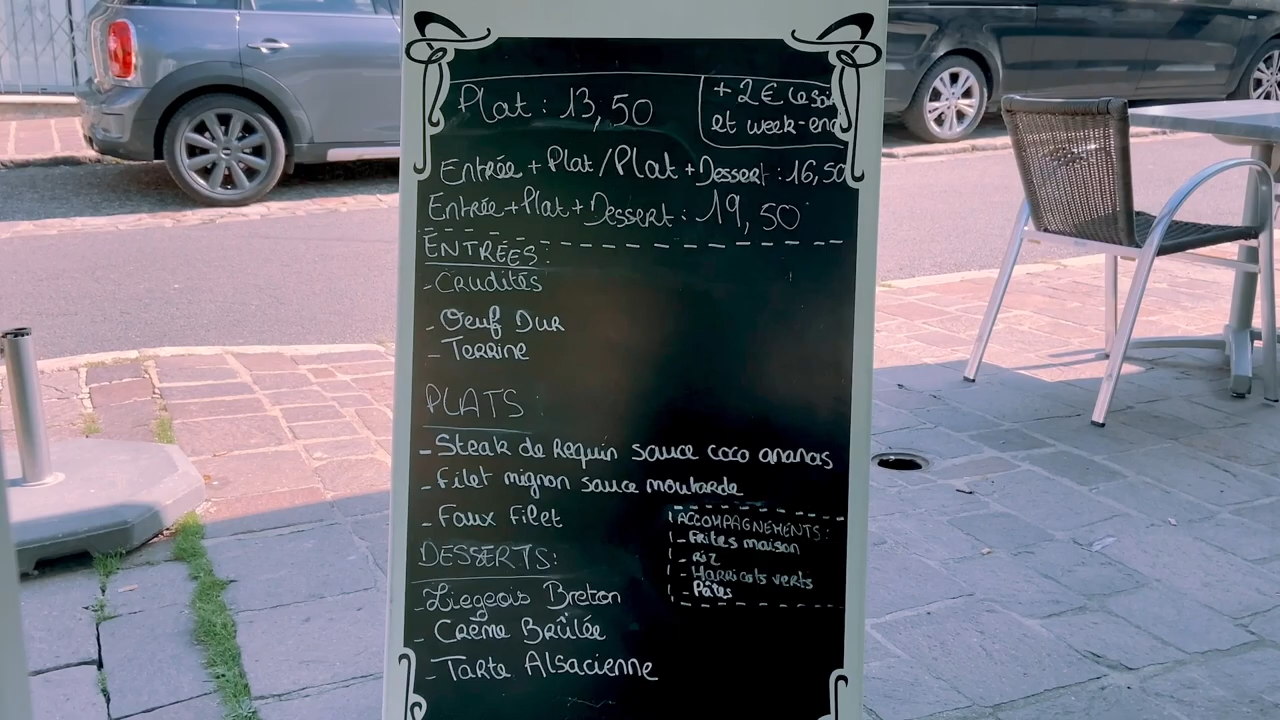 Plat : 13,50
+ 2€ le soir
et week-end
Entrée + Plat / Plat + Dessert : 16,50
Entrée + Plat + Dessert : 19,50
ENTRÉES :
- Crudités
- Oeuf Dur
- Terrine
PLATS :
- Steak de Requin sauce coco ananas
- Filet mignon sauce moutarde
- Faux Filet
ACCOMPAGNEMENTS :
- Frites maison
- Riz
- Harricots verts
- Pâtes
DESSERTS :
- Liegeois Breton
- Crème Brûlée
- Tarte Alsacienne